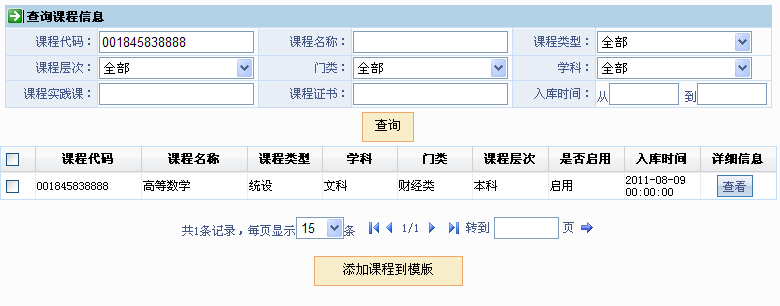 查询课程信息
课程代码： 001845838888 课程名称： 课程类型： 全部
课程层次： 全部 门类： 全部 学科： 全部
课程实践课： 课程证书： 入库时间： 从 到
查询
课程代码 课程名称 课程类型 学科 门类 课程层次 是否启用 入库时间 详细信息
001845838888 高等数学 统设 文科 财经类 本科 启用 2011-08-09 00:00:00 查看
共1条记录，每页显示 15 条 1/1 转到 页
添加课程到模版